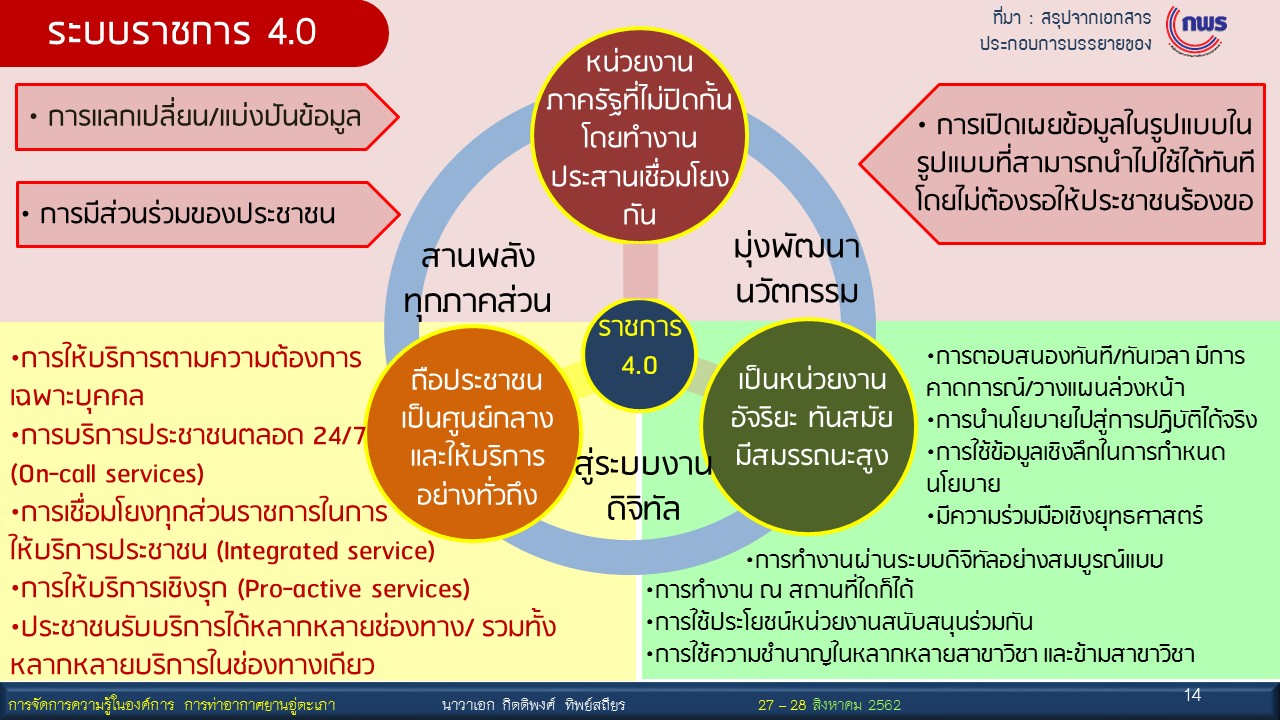 ระบบราชการ 4.0
ที่มา : สรุปจากเอกสาร
ประกอบการบรรยายของ
กพร
• การแลกเปลี่ยน/แบ่งปันข้อมูล
• การมีส่วนร่วมของประชาชน
หน่วยงาน
ภาครัฐที่ไม่ปิดกั้น
โดยทำงาน
ประสานเชื่อมโยง
กัน
• การเปิดเผยข้อมูลในรูปแบบใน
รูปแบบที่สามารถนำไปใช้ได้ทันที
โดยไม่ต้องรอให้ประชาชนร้องขอ
สานพลัง
ทุกภาคส่วน
มุ่งพัฒนา
นวัตกรรม
ราชการ
4.0
ถือประชาชน
เป็นศูนย์กลาง
และให้บริการ
อย่างทั่วถึง
เป็นหน่วยงาน
อัจริยะ ทันสมัย
มีสมรรถนะสูง
สู่ระบบงาน
ดิจิทัล
•การให้บริการตามความต้องการ
เฉพาะบุคคล
•การบริการประชาชนตลอด 24/7
(On-call services)
•การเชื่อมโยงทุกส่วนราชการในการ
ให้บริการประชาชน (Integrated service)
•การให้บริการเชิงรุก (Pro-active services)
•ประชาชนรับบริการได้หลากหลายช่องทาง/ รวมทั้ง
หลากหลายบริการในช่องทางเดียว
•การตอบสนองทันที/ทันเวลา มีการ
คาดการณ์/วางแผนล่วงหน้า
•การนำนโยบายไปสู่การปฏิบัติได้จริง
•การใช้ข้อมูลเชิงลึกในการกำหนด
นโยบาย
•มีความร่วมมือเชิงยุทธศาสตร์
•การทำงานผ่านระบบดิจิทัลอย่างสมบูรณ์แบบ
•การทำงาน ณ สถานที่ใดก็ได้
•การใช้ประโยชน์หน่วยงานสนับสนุนร่วมกัน
•การใช้ความชำนาญในหลากหลายสาขาวิชา และข้ามสาขาวิชา
การจัดการความรู้ในองค์การ การท่าอากาศยานอู่ตะเภา
นาวาเอก กิตติพงศ์ ทิพย์สถียร
27 – 28 สิงหาคม 2562
14